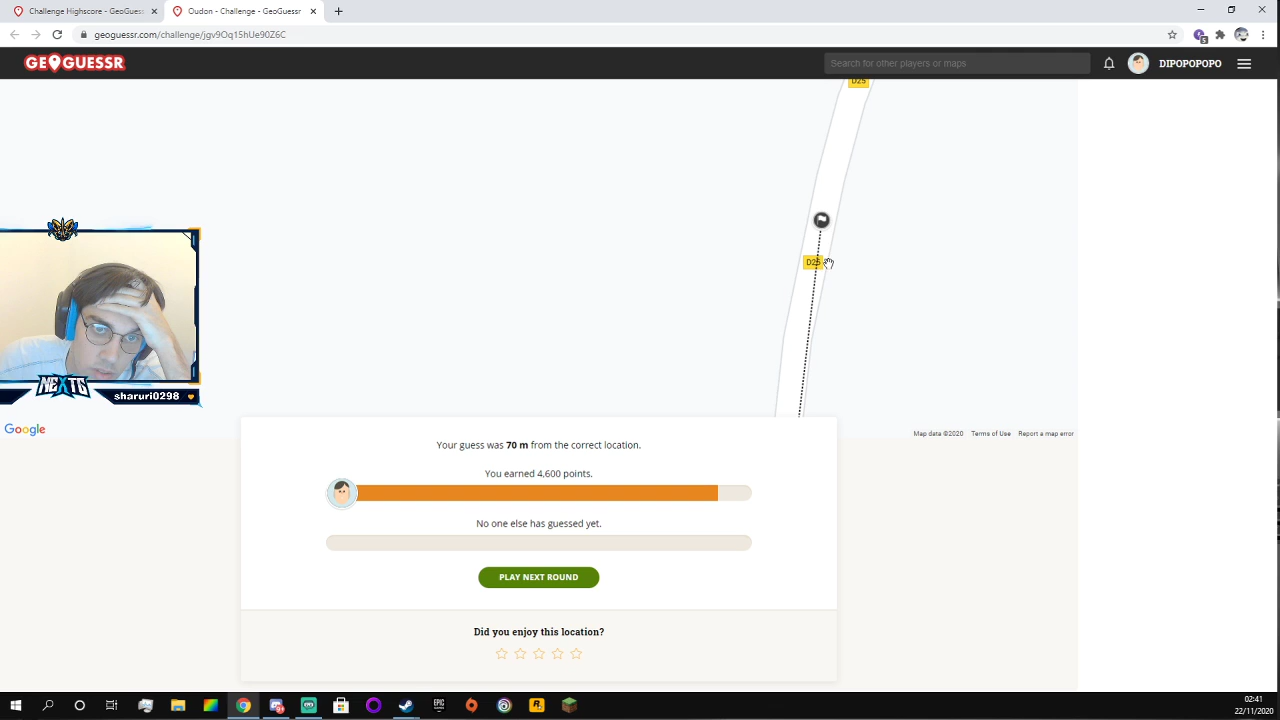 Challenge Highscore - GeoGuess
Oudon - Challenge - GeoGuessr
geoguessr.com/challenge/jgv9Oq15hUe90Z6C
GEOGUESSR
Search for other players or maps
DIPOPOPOPO
D25
D25
NEXTG
sharuri0298
Google
Map data ©2020 Terms of Use Report a map error
Your guess was 70 m from the correct location.
You earned 4,600 points.
No one else has guessed yet.
PLAY NEXT ROUND
Did you enjoy this location?
EPIC
02:41
22/11/2020